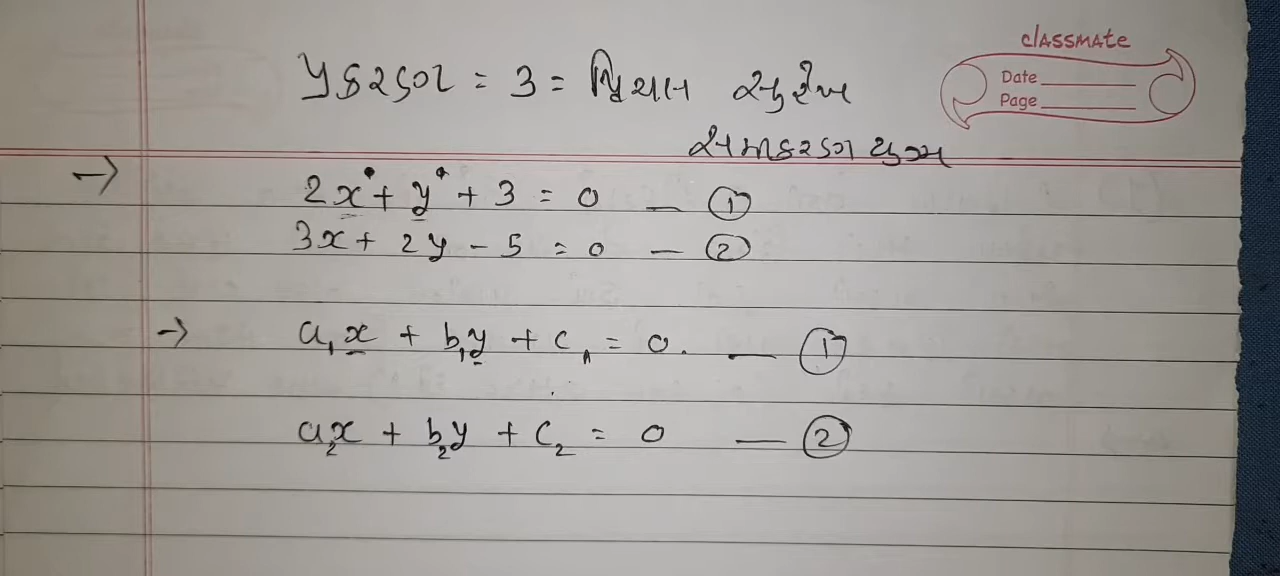 પ્રકરણ = 3 = દ્વિચલ સુરેખ
સમીકરણ યુગ્મ
classmate
Date
Page
→ 2x + y + 3 = 0 — ①
3x + 2y - 5 = 0 — ②
→ a₁x + b₁y + c₁ = 0. — ①
a₂x + b₂y + c₂ = 0 — ②